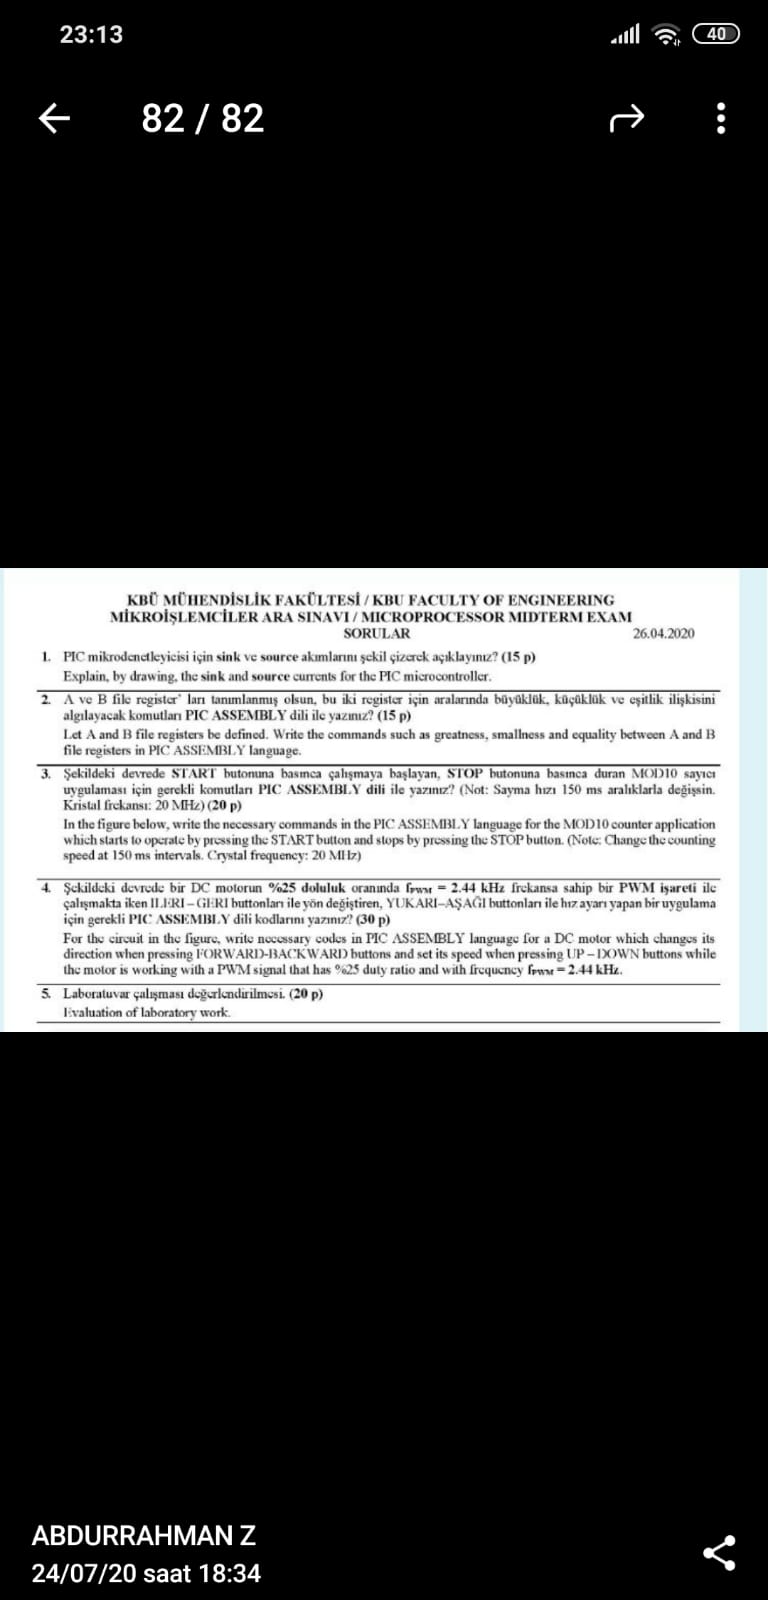 23:13
40
82 / 82
KBÜ MÜHENDİSLİK FAKÜLTESİ / KBU FACULTY OF ENGINEERING
MİKROİŞLEMCİLER ARA SINAVI / MICROPROCESSOR MIDTERM EXAM
SORULAR 26.04.2020
1. PIC mikrodenetleyicisi için sink ve source akımlarını şekil çizerek açıklayınız? (15 p)
Explain, by drawing, the sink and source currents for the PIC microcontroller.
2. A ve B file register' ları tanımlanmış olsun, bu iki register için aralarında büyüklük, küçüklük ve eşitlik ilişkisini
algılayacak komutları PIC ASSEMBLY dili ile yazınız? (15 p)
Let A and B file registers be defined. Write the commands such as greatness, smallness and equality between A and B
file registers in PIC ASSEMBLY language.
3. Şekildeki devrede START butonuna basınca çalışmaya başlayan, STOP butonuna basınca duran MOD10 sayıcı
uygulaması için gerekli komutları PIC ASSEMBLY dili ile yazınız? (Not: Sayma hızı 150 ms aralıklarla değişsin.
Kristal frekansı: 20 MHz) (20 p)
In the figure below, write the necessary commands in the PIC ASSEMBLY language for the MOD10 counter application
which starts to operate by pressing the START button and stops by pressing the STOP button. (Note: Change the counting
speed at 150 ms intervals. Crystal frequency: 20 MHz)
4. Şekildeki devrede bir DC motorun %25 doluluk oranında fPWM = 2.44 kHz frekansa sahip bir PWM işareti ile
çalışmakta iken İLERİ – GERİ buttonları ile yön değiştiren, YUKARI–AŞAĞI buttonları ile hız ayarı yapan bir uygulama
için gerekli PIC ASSEMBLY dili kodlarını yazınız? (30 p)
For the circuit in the figure, write necessary codes in PIC ASSEMBLY language for a DC motor which changes its
direction when pressing FORWARD-BACKWARD buttons and set its speed when pressing UP – DOWN buttons while
the motor is working with a PWM signal that has %25 duty ratio and with frequency fPWM = 2.44 kHz.
5. Laboratuvar çalışması değerlendirilmesi. (20 p)
Evaluation of laboratory work.
ABDURRAHMAN Z
24/07/20 saat 18:34